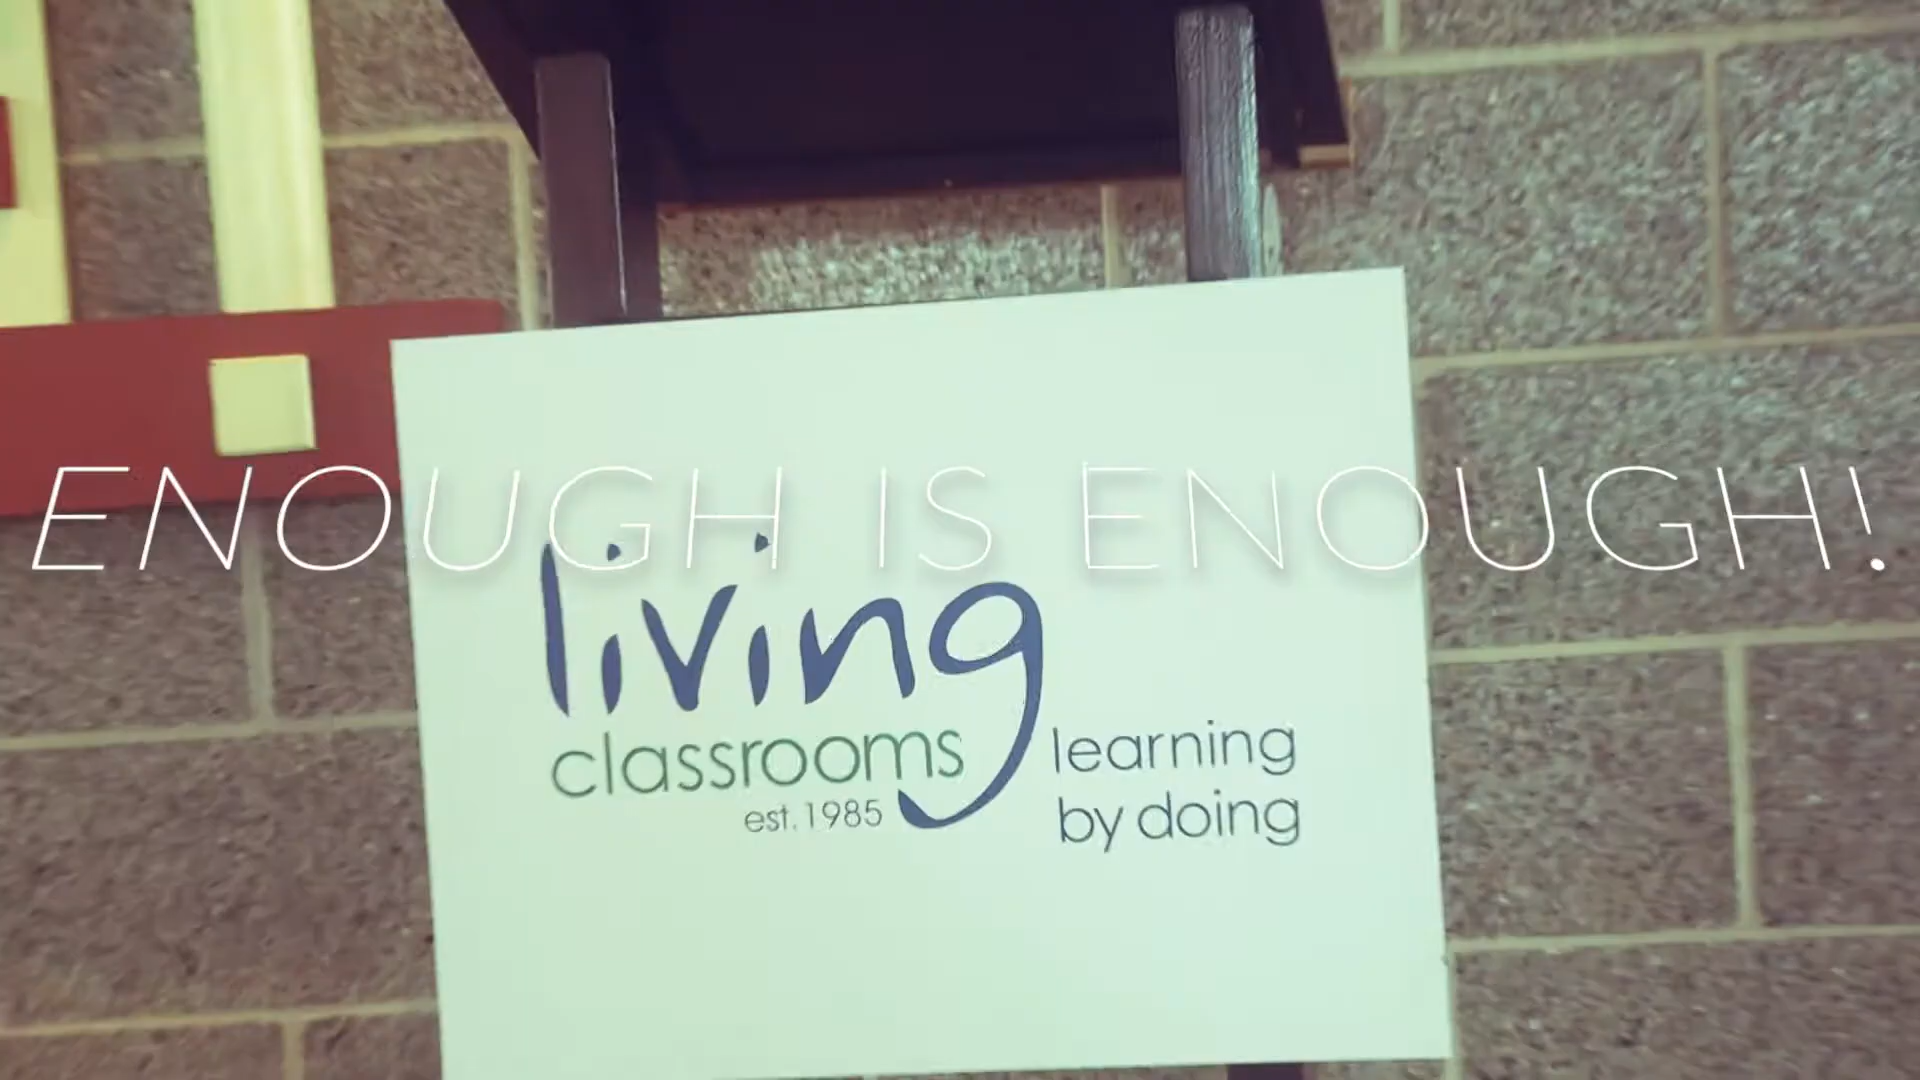 ENOUGH IS ENOUGH!
living
classrooms
est. 1985
learning
by doing